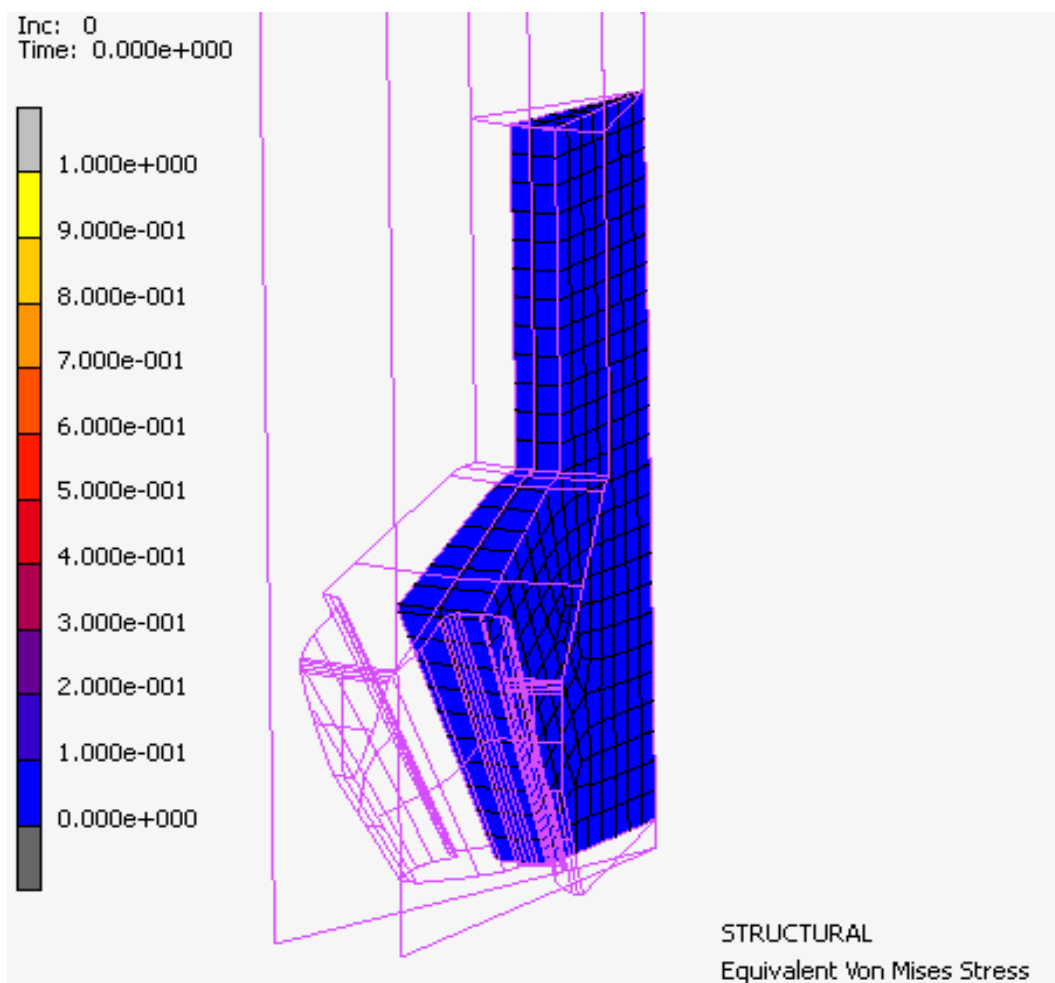 Inc: 0
Time: 0.000e+000
1.000e+000
9.000e-001
8.000e-001
7.000e-001
6.000e-001
5.000e-001
4.000e-001
3.000e-001
2.000e-001
1.000e-001
0.000e+000
STRUCTURAL
Equivalent Von Mises Stress